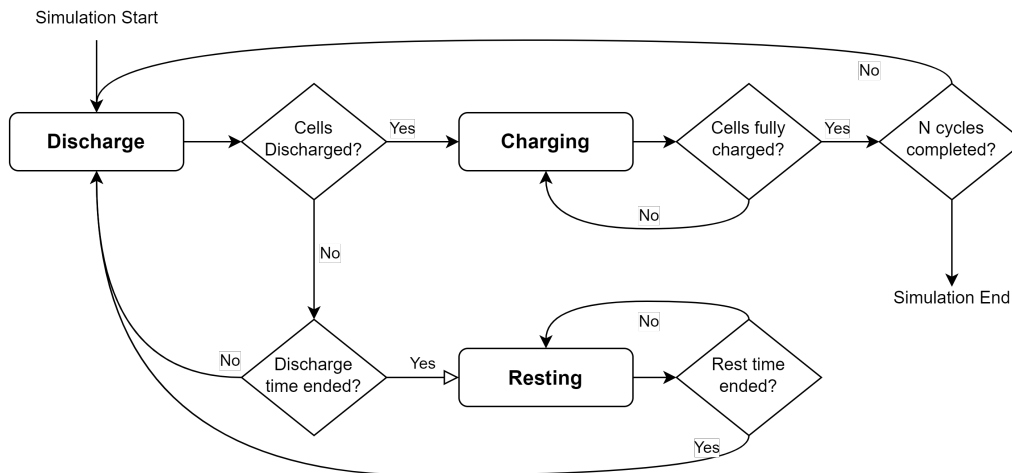 Simulation Start
No
Discharge
Cells
Discharged?
Yes
Charging
Cells fully
charged?
Yes
N cycles
completed?
No
No
Simulation End
No
Discharge
time ended?
Yes
Resting
No
Rest time
ended?
Yes